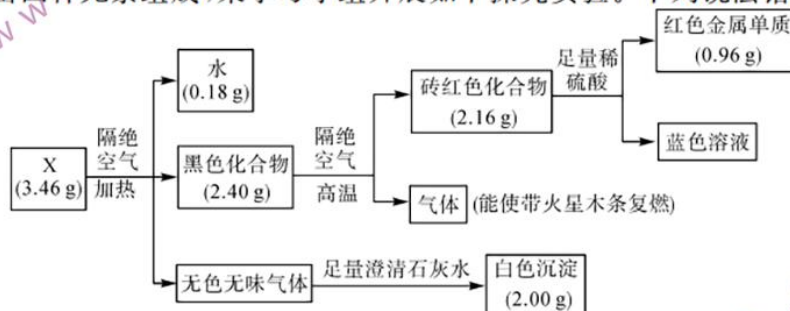 红色金属单质
(0.96 g)
水
(0.18 g)
足量稀
硫酸
砖红色化合物
(2.16 g)
隔绝
空气
加热
隔绝
空气
高温
X
(3.46 g)
黑色化合物
(2.40 g)
蓝色溶液
气体
(能使带火星木条复燃)
无色无味气体
足量澄清石灰水
白色沉淀
(2.00 g)